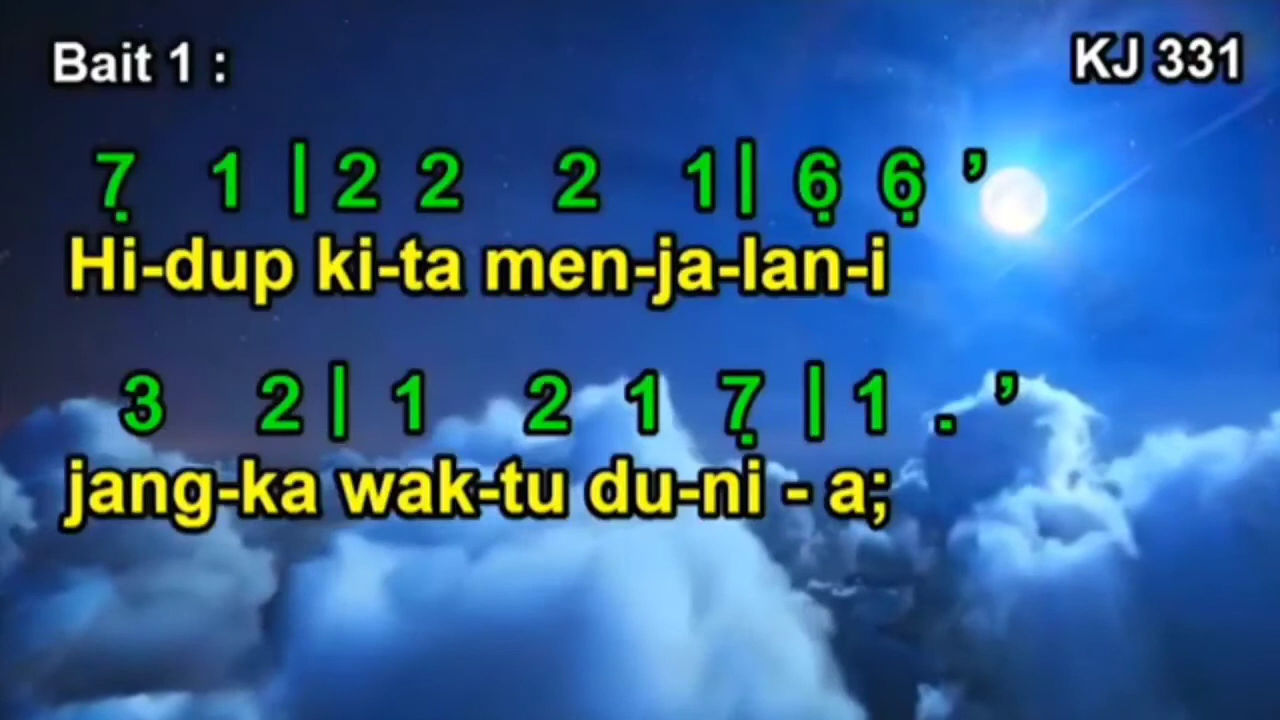 Bait 1 :
KJ 331
7̣ 1 | 2 2 2 1 | 6̣ 6̣ ’
Hi-dup ki-ta men-ja-lan-i
3 2 | 1 2 1 7̣ | 1 . ’
jang-ka wak-tu du-ni - a;